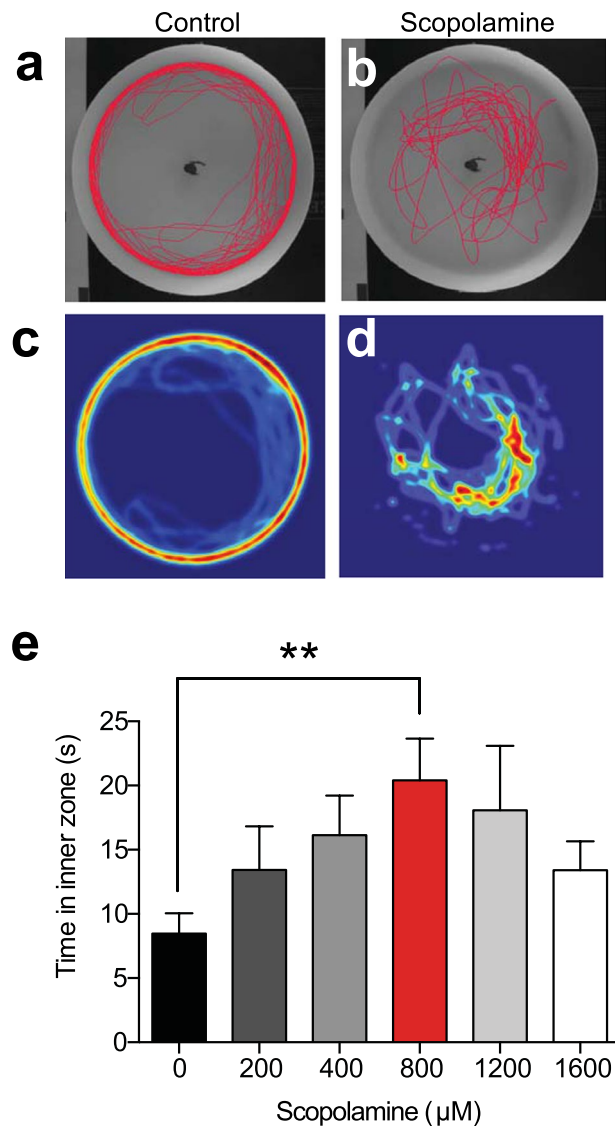 Control
Scopolamine
a
b
c
d
e
**
Time in inner zone (s)
25
20
15
10
5
0
0 200 400 800 1200 1600
Scopolamine (µM)